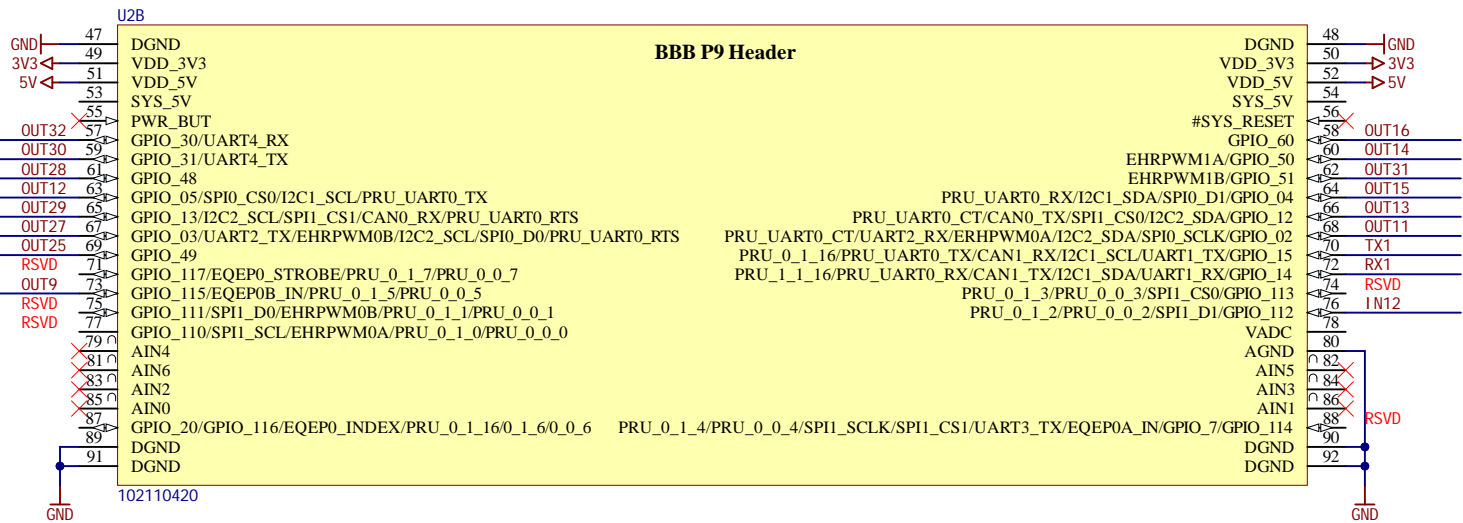 U2B
BBB P9 Header
GND 47 DGND DGND 48 GND
3V3 49 VDD_3V3 VDD_3V3 50 3V3
5V 51 VDD_5V VDD_5V 52 5V
53 SYS_5V SYS_5V 54
55 PWR_BUT #SYS_RESET 56
OUT32 57 GPIO_30/UART4_RX GPIO_60 58 OUT16
OUT30 59 GPIO_31/UART4_TX EHRPWM1A/GPIO_50 60 OUT14
OUT28 61 GPIO_48 EHRPWM1B/GPIO_51 62 OUT31
OUT12 63 GPIO_05/SPI0_CS0/I2C1_SCL/PRU_UART0_TX PRU_UART0_RX/I2C1_SDA/SPI0_D1/GPIO_04 64 OUT15
OUT29 65 GPIO_13/I2C2_SCL/SPI1_CS1/CAN0_RX/PRU_UART0_RTS PRU_UART0_CT/CAN0_TX/SPI1_CS0/I2C2_SDA/GPIO_12 66 OUT13
OUT27 67 GPIO_03/UART2_TX/EHRPWM0B/I2C2_SCL/SPI0_D0/PRU_UART0_RTS PRU_UART0_CT/UART2_RX/ERHPWM0A/I2C2_SDA/SPI0_SCLK/GPIO_02 68 OUT11
OUT25 69 GPIO_49 PRU_0_1_16/PRU_UART0_TX/CAN1_RX/I2C1_SCL/UART1_TX/GPIO_15 70 TX1
RSVD 71 GPIO_117/EQEP0_STROBE/PRU_0_1_7/PRU_0_0_7 PRU_1_1_16/PRU_UART0_RX/CAN1_TX/I2C1_SDA/UART1_RX/GPIO_14 72 RX1
OUT9 73 GPIO_115/EQEP0B_IN/PRU_0_1_5/PRU_0_0_5 PRU_0_1_3/PRU_0_0_3/SPI1_CS0/GPIO_113 74 RSVD
RSVD 75 GPIO_111/SPI1_D0/EHRPWM0B/PRU_0_1_1/PRU_0_0_1 PRU_0_1_2/PRU_0_0_2/SPI1_D1/GPIO_112 76 IN12
RSVD 77 GPIO_110/SPI1_SCL/EHRPWM0A/PRU_0_1_0/PRU_0_0_0 VADC 78
79 AIN4 AGND 80
81 AIN6 AIN5 82
83 AIN2 AIN3 84
85 AIN0 AIN1 86
87 GPIO_20/GPIO_116/EQEP0_INDEX/PRU_0_1_16/0_1_6/0_0_6 PRU_0_1_4/PRU_0_0_4/SPI1_SCLK/SPI1_CS1/UART3_TX/EQEP0A_IN/GPIO_7/GPIO_114 88 RSVD
89 DGND DGND 90
91 DGND DGND 92
102110420
GND GND